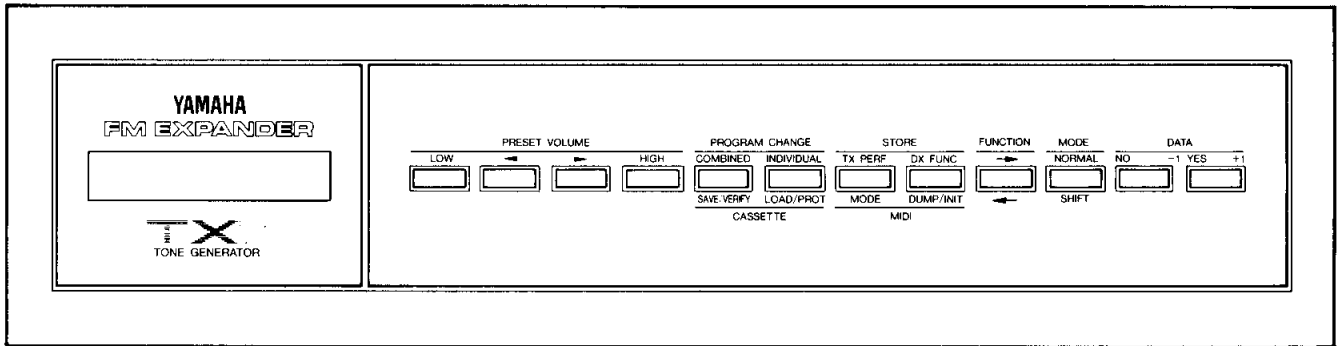 YAMAHA
FM EXPANDER
TX
TONE GENERATOR
PRESET VOLUME
LOW
HIGH
PROGRAM CHANGE
COMBINED INDIVIDUAL
SAVE/VERIFY LOAD/PROT
CASSETTE
STORE
TX PERF DX FUNC
MODE DUMP/INIT
MIDI
FUNCTION
MODE
NORMAL
SHIFT
DATA
NO -1 YES +1